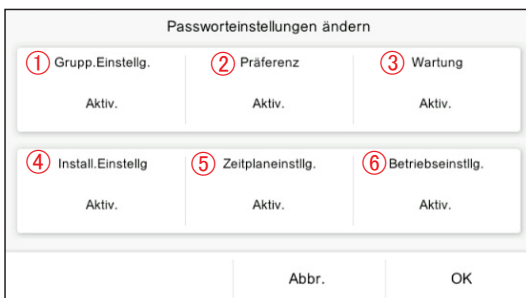 Passworteinstellungen ändern
① Grupp.Einstellg. ② Präferenz ③ Wartung
Aktiv. Aktiv. Aktiv.
④ Install.Einstellg ⑤ Zeitplaneinstllg. ⑥ Betriebseinstllg.
Aktiv. Aktiv. Aktiv.
Abbr. OK